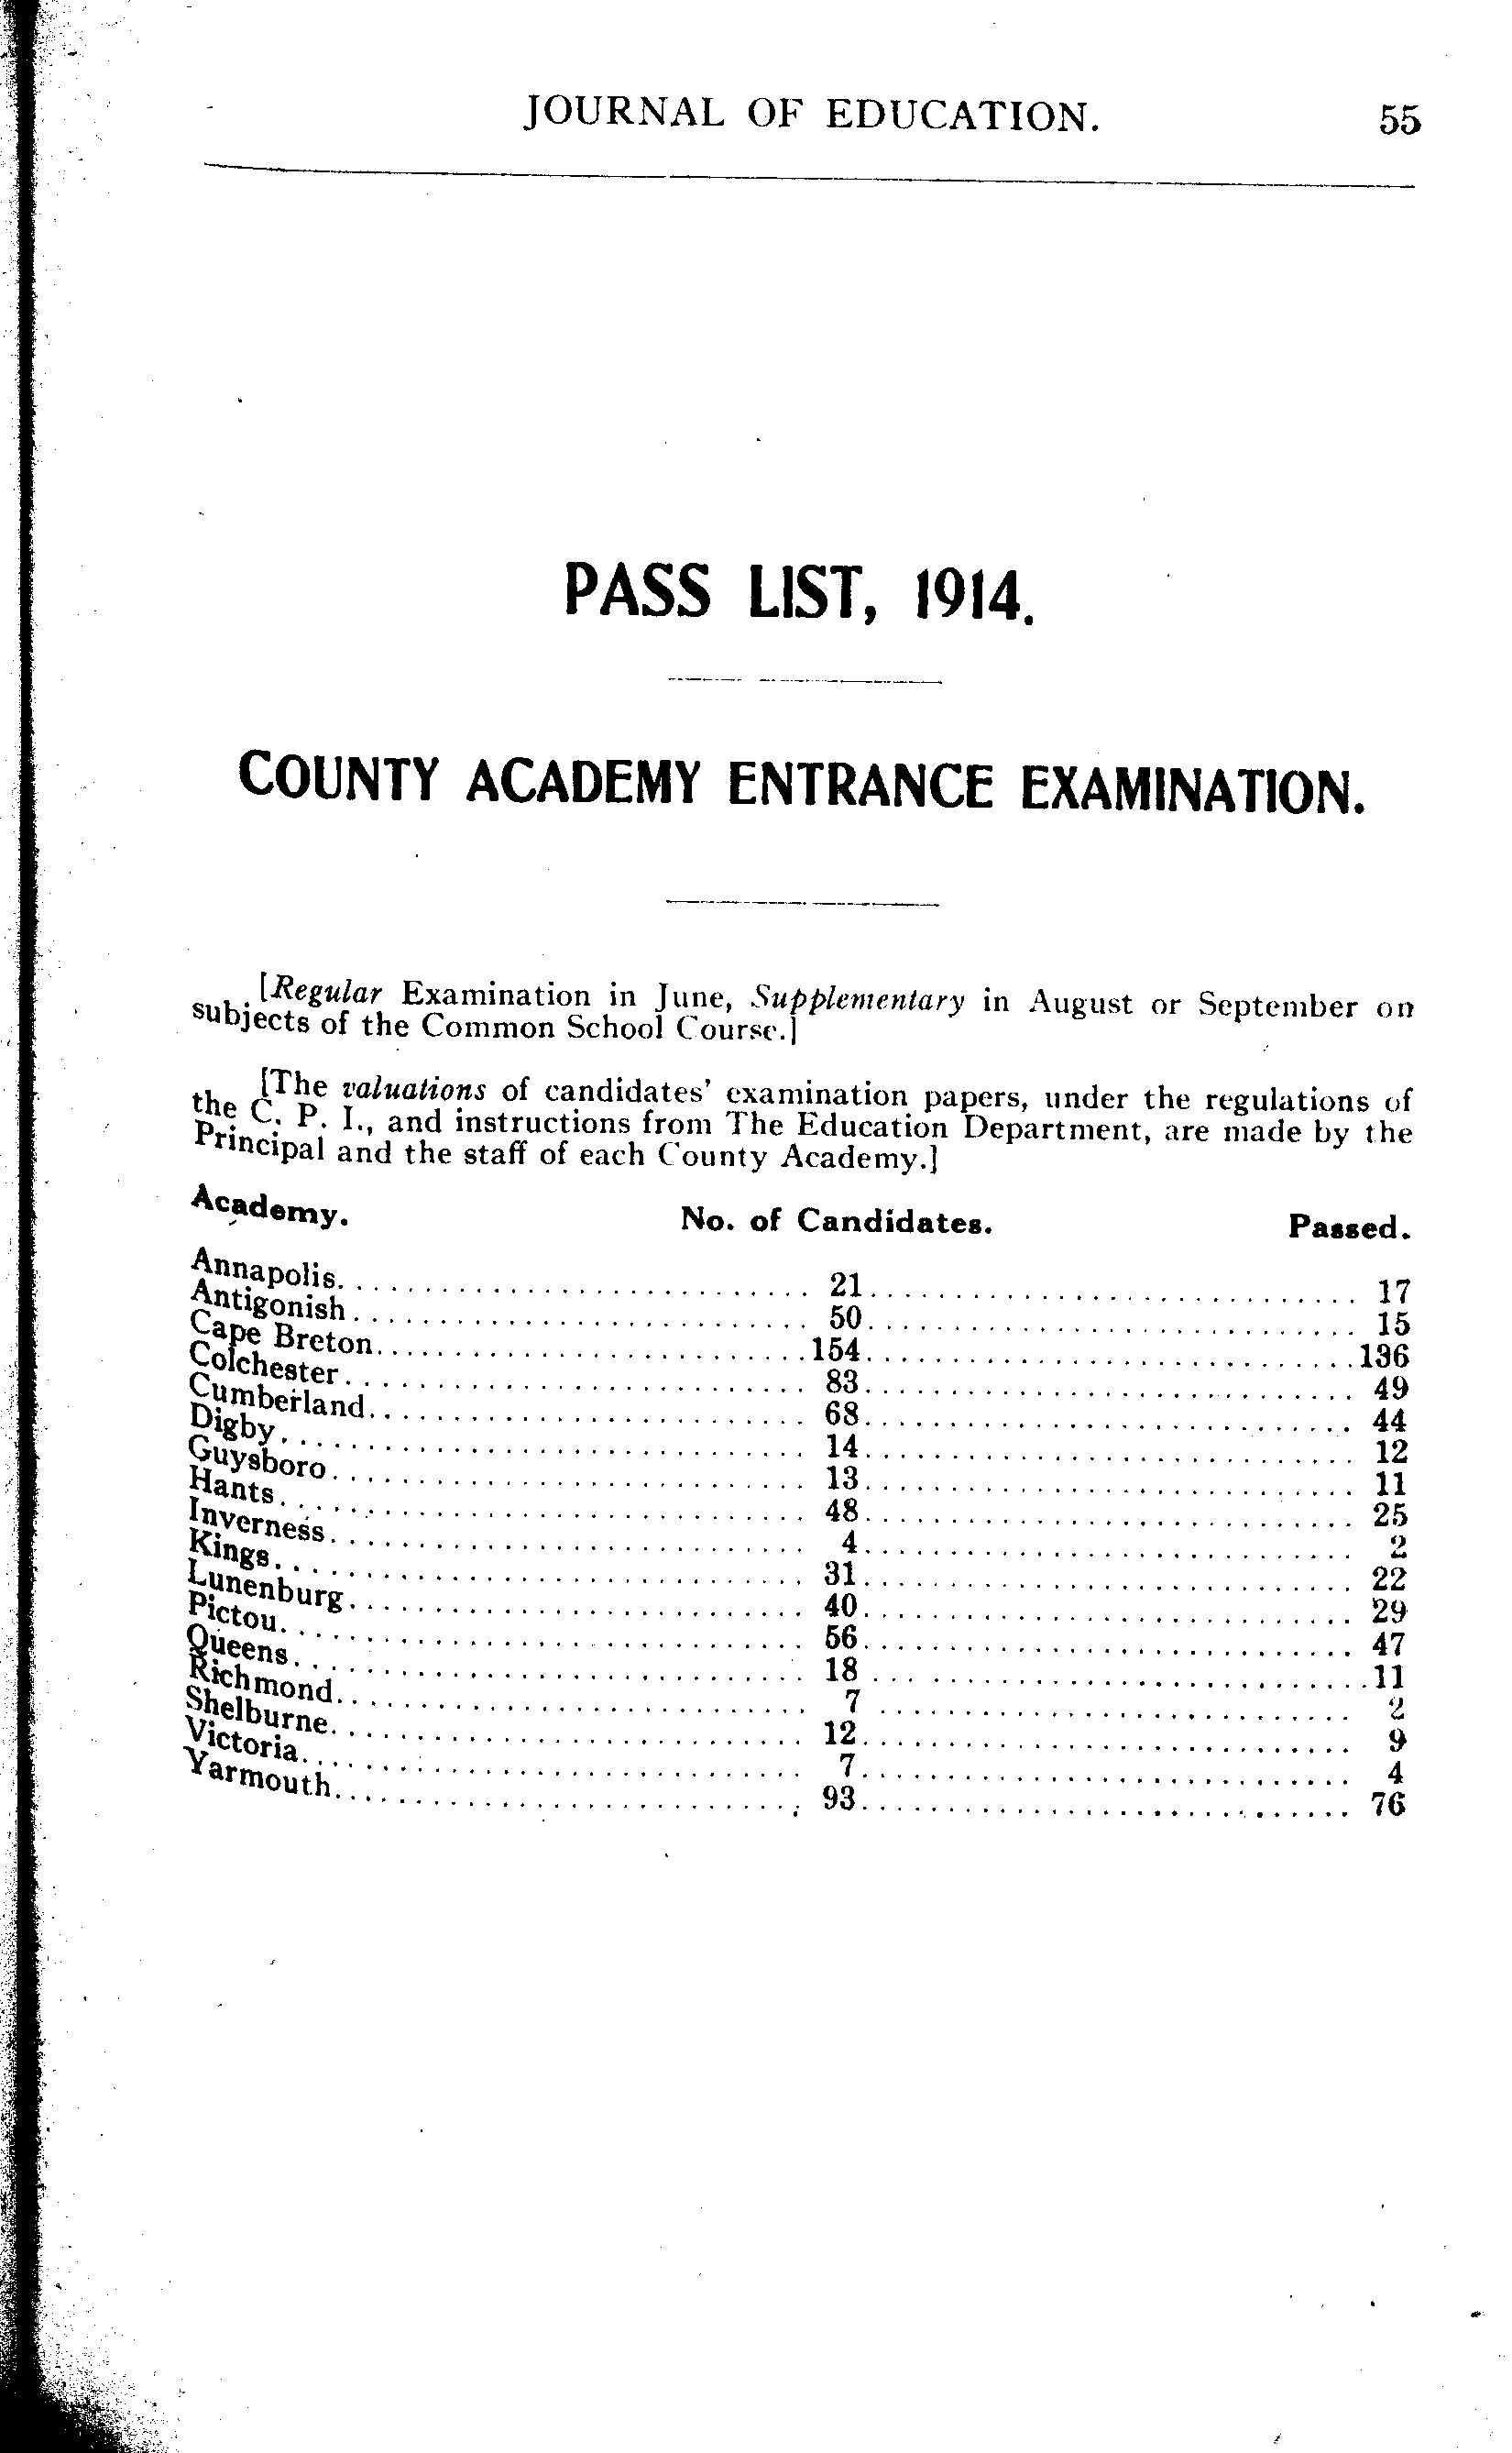 JOURNAL OF EDUCATION. 55
PASS LIST, 1914.
COUNTY ACADEMY ENTRANCE EXAMINATION.
[Regular Examination in June, Supplementary in August or September on
subjects of the Common School Course.]
[The valuations of candidates' examination papers, under the regulations of
the C. P. I., and instructions from The Education Department, are made by the
Principal and the staff of each County Academy.]
Academy. No. of Candidates. Passed.
Annapolis. 21 17
Antigonish 50 15
Cape Breton 154 136
Colchester 83 49
Cumberland 68 44
Digby 14 12
Guysboro 13 11
Hants 48 25
Inverness 4 2
Kings 31 22
Lunenburg 40 29
Pictou 56 47
Queens 18 11
Richmond 7 2
Shelburne 12 9
Victoria 7 4
Yarmouth 93 76